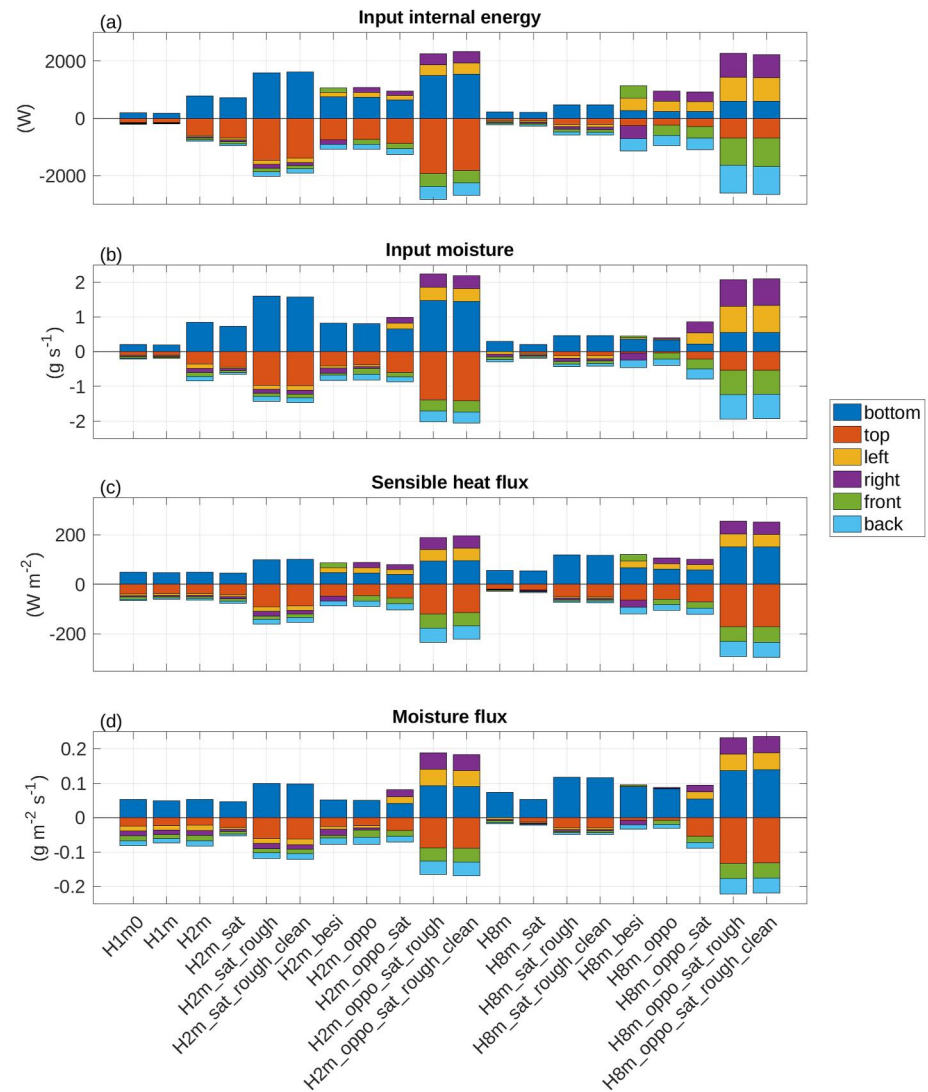 (a)
Input internal energy
2000
0
-2000
(W)
(b)
Input moisture
2
1
0
-1
-2
(g s-1)
(c)
Sensible heat flux
200
0
-200
(W m-2)
(d)
Moisture flux
0.2
0.1
0
-0.1
-0.2
(g m-2 s-1)
H1m0
H1m
H2m
H2m_sat
H2m_sat_rough
H2m_sat_rough_clean
H2m_besi
H2m_oppo
H2m_oppo_sat
H2m_oppo_sat_rough
H2m_oppo_sat_rough_clean
H8m
H8m_sat
H8m_sat_rough
H8m_sat_rough_clean
H8m_besi
H8m_oppo
H8m_oppo_sat
H8m_oppo_sat_rough
H8m_oppo_sat_rough_clean
bottom
top
left
right
front
back